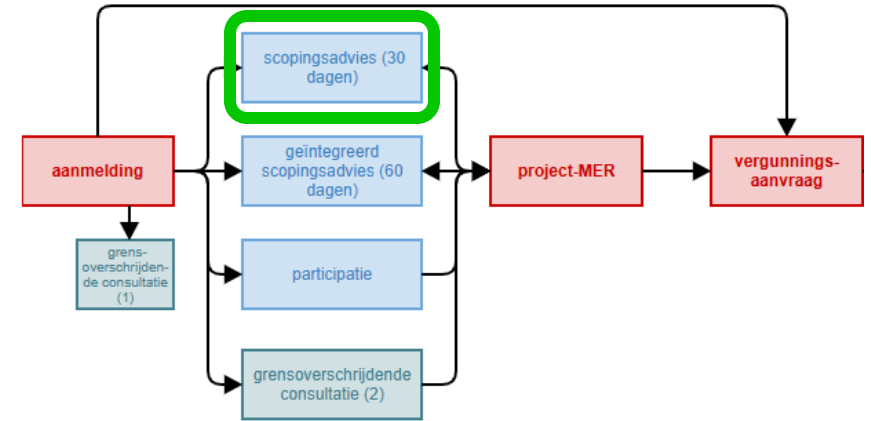 scopingsadvies (30
dagen)
aanmelding
geïntegreerd
scopingsadvies (60
dagen)
project-MER
vergunnings-
aanvraag
grens-
overschrijden-
de consultatie
(1)
participatie
grensoverschrijdende
consultatie (2)